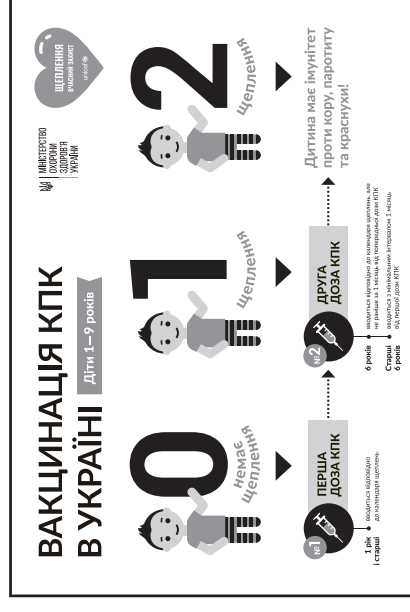 ВАКЦИНАЦІЯ КПК
В УКРАЇНІ
Діти 1–9 років
МІНІСТЕРСТВО
ОХОРОНИ
ЗДОРОВ'Я
УКРАЇНИ
ЩЕПЛЕННЯ
ВЧАСНИЙ ЗАХИСТ
unicef
0
немає
щеплення
1
щеплення
2
щеплення
№1
ПЕРША
ДОЗА КПК
1 рік
і старші
вводиться відповідно
до календаря щеплень
№2
ДРУГА
ДОЗА КПК
6 років
вводиться відповідно до календаря щеплень, але
не раніше за 1 місяць від попередньої дози КПК
Старші
6 років
вводиться з мінімальним інтервалом 1 місяць
від першої дози КПК
Дитина має імунітет
проти кору, паротиту
та краснухи!